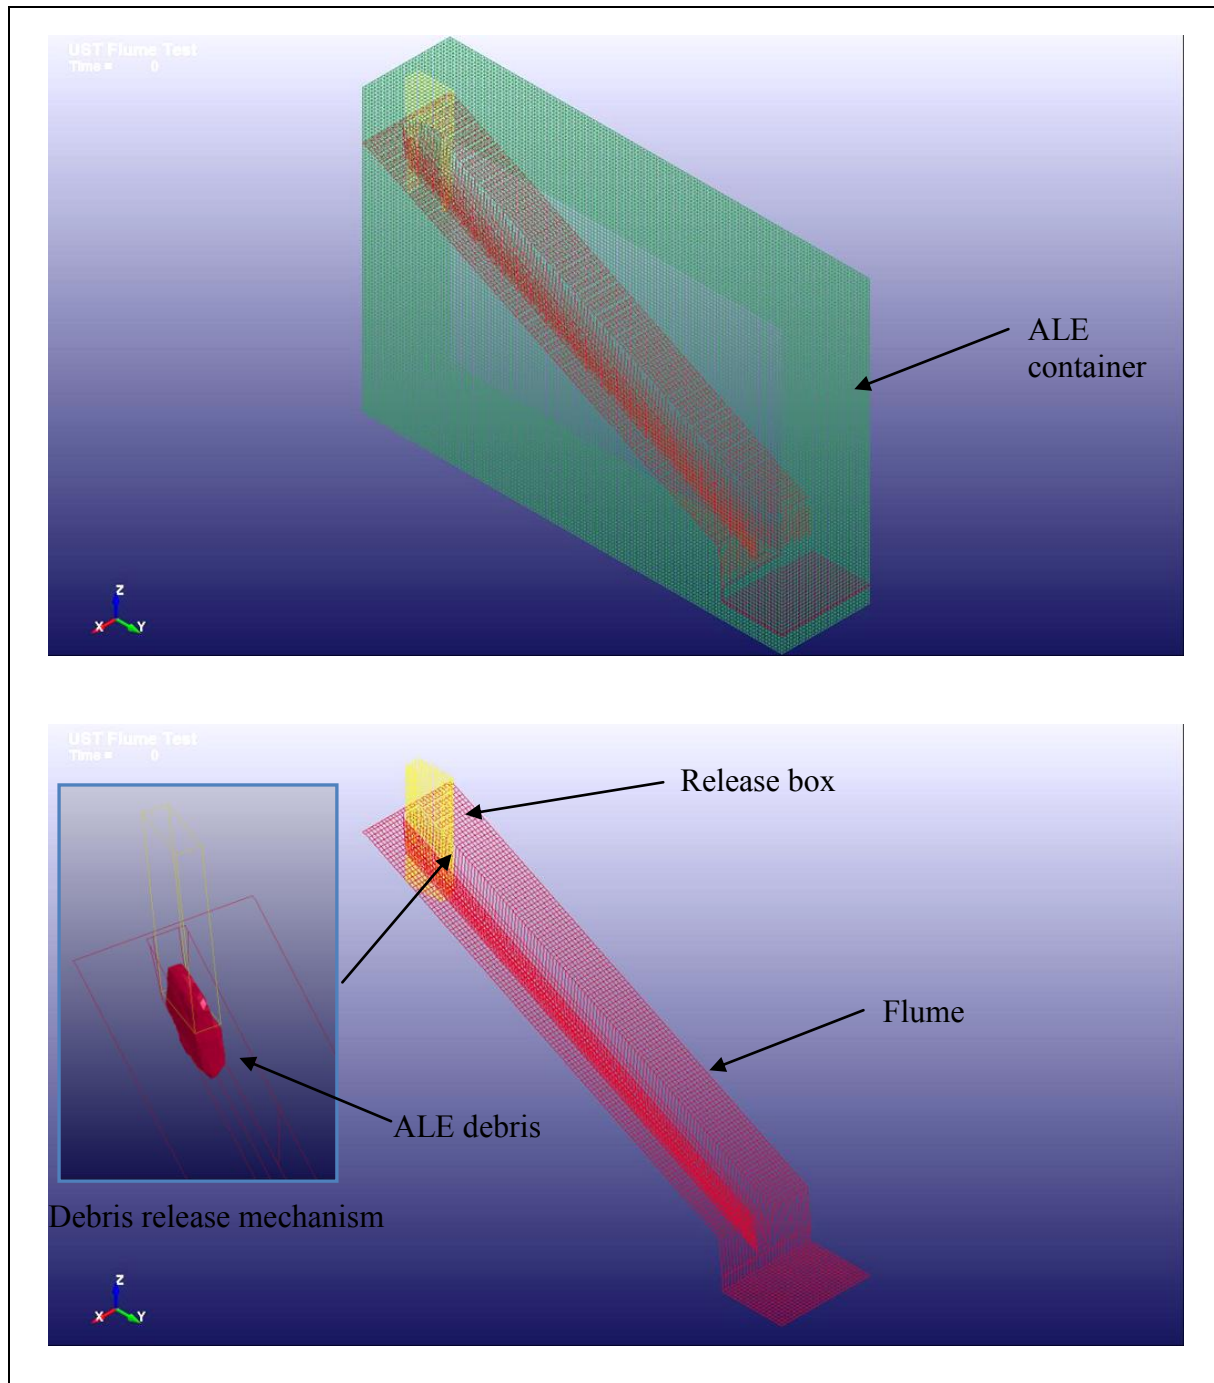 UST Flume Test
Time = 0
ALE
container
Z
X
Y
UST Flume Test
Time = 0
Release box
Flume
ALE debris
Debris release mechanism
Z
X
Y